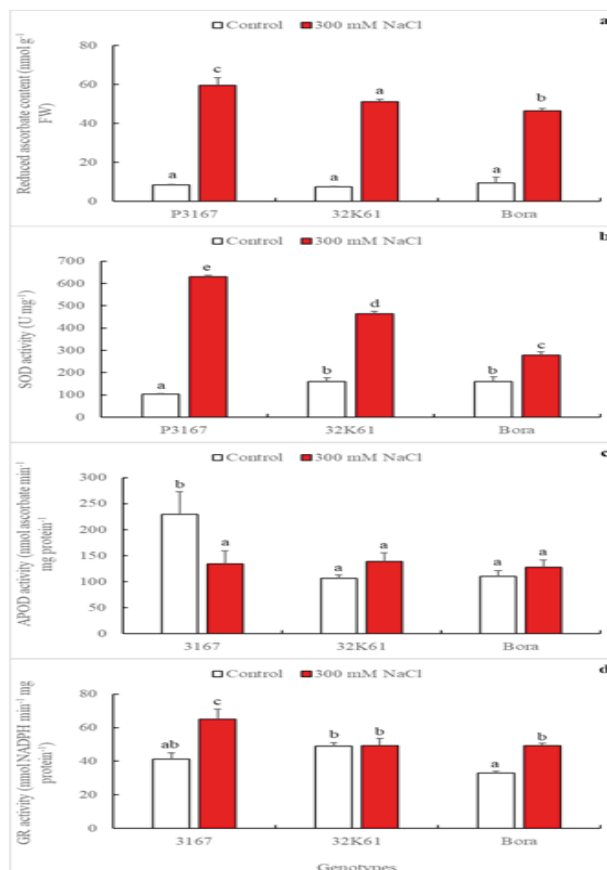 □Control ■300 mM NaCl
a
Reduced ascorbate content (nmol g-1
FW)
80
60
40
20
0
c
a
b
a
a
a
P3167 32K61 Bora
□Control ■300 mM NaCl
b
SOD activity (U mg-1)
700
600
500
400
300
200
100
0
e
d
c
a
b
b
P3167 32K61 Bora
□Control ■300 mM NaCl
c
APOD activity (nmol ascorbate min-1
mg protein-1
300
250
200
150
100
50
0
b
a
a
a
a
a
3167 32K61 Bora
□Control ■300 mM NaCl
d
GR activity (nmol NADPH min-1 mg
protein-1)
80
60
40
20
0
ab
c
b
b
a
b
3167 32K61 Bora
Genotypes